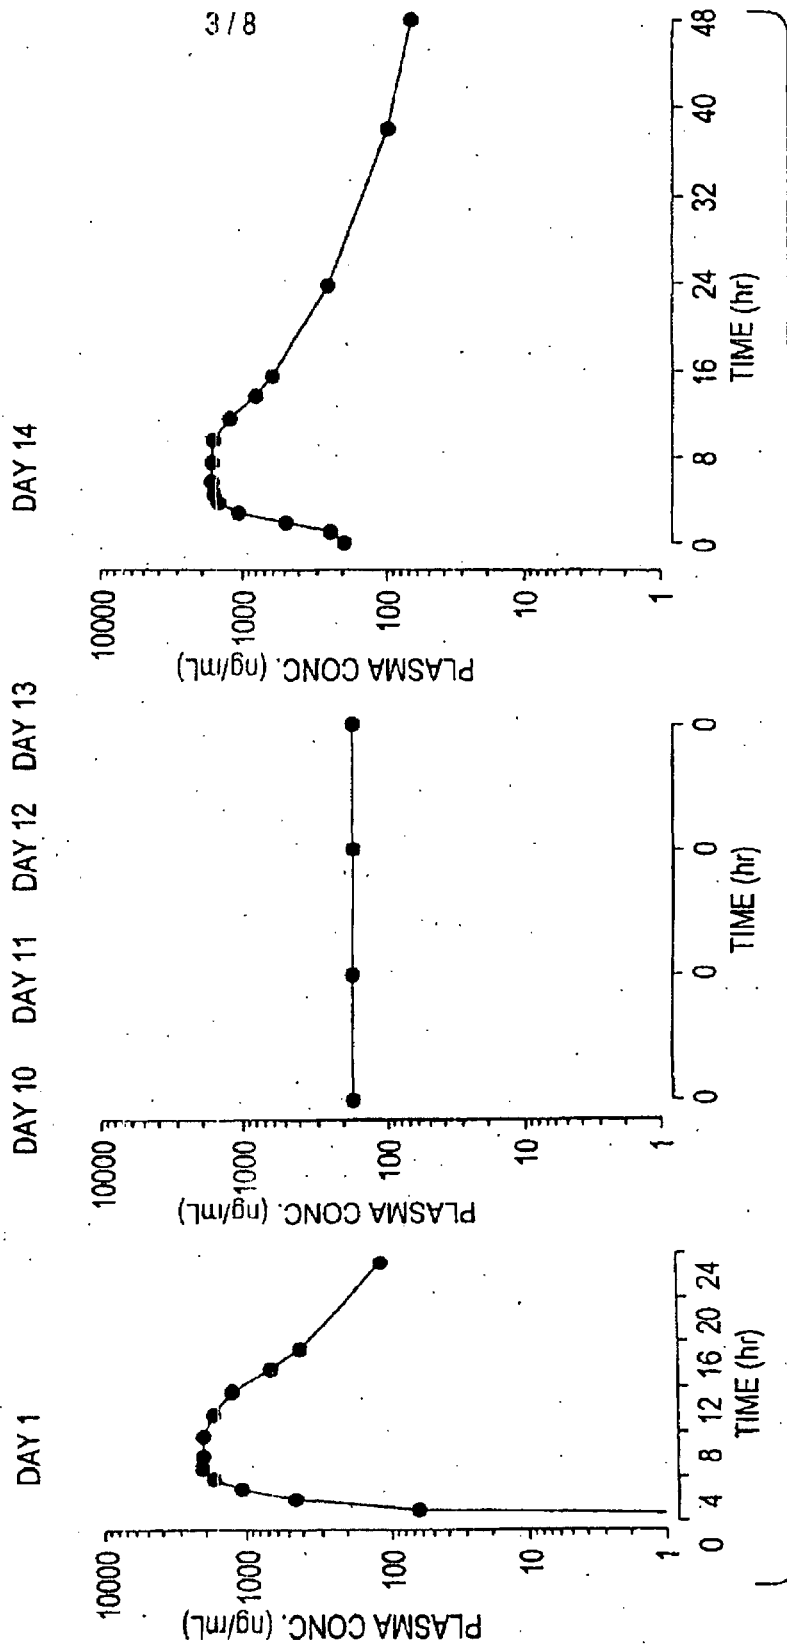 3 / 8
DAY 1
PLASMA CONC. (ng/mL)
10000
1000
100
10
1
0 4 8 12 16 20 24
TIME (hr)
DAY 10 DAY 11 DAY 12 DAY 13
PLASMA CONC. (ng/mL)
10000
1000
100
10
1
0 0 0 0
TIME (hr)
DAY 14
PLASMA CONC. (ng/mL)
10000
1000
100
10
1
0 8 16 24 32 40 48
TIME (hr)